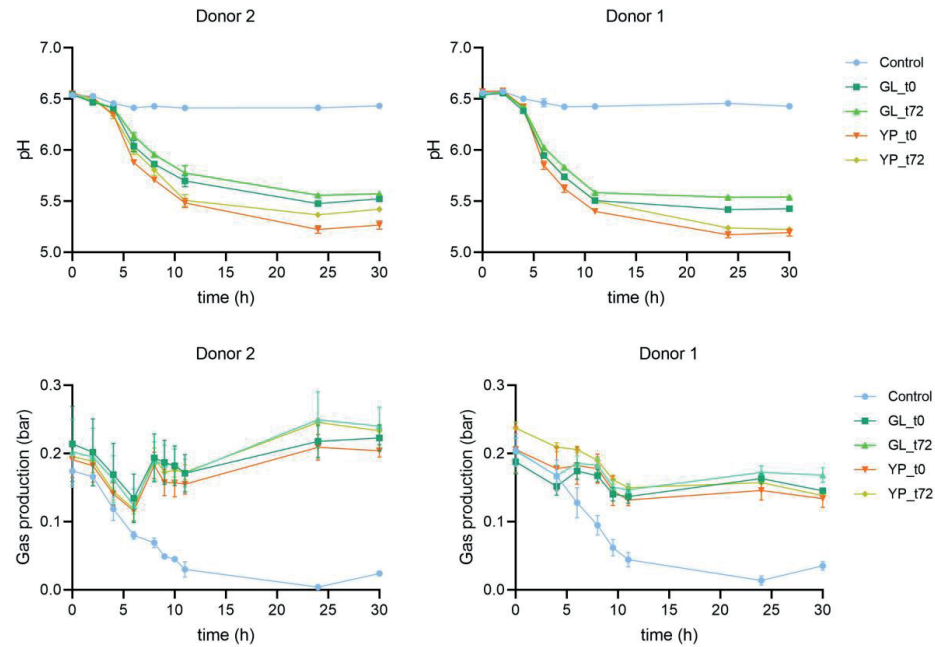 Donor 2
Donor 1
7.0
6.5
6.0
5.5
5.0
pH
0 5 10 15 20 25 30
time (h)
7.0
6.5
6.0
5.5
5.0
pH
0 5 10 15 20 25 30
time (h)
Control
GL_t0
GL_t72
YP_t0
YP_t72
Donor 2
Donor 1
0.3
0.2
0.1
0.0
Gas production (bar)
0 5 10 15 20 25 30
time (h)
0.3
0.2
0.1
0.0
Gas production (bar)
0 5 10 15 20 25 30
time (h)
Control
GL_t0
GL_t72
YP_t0
YP_t72